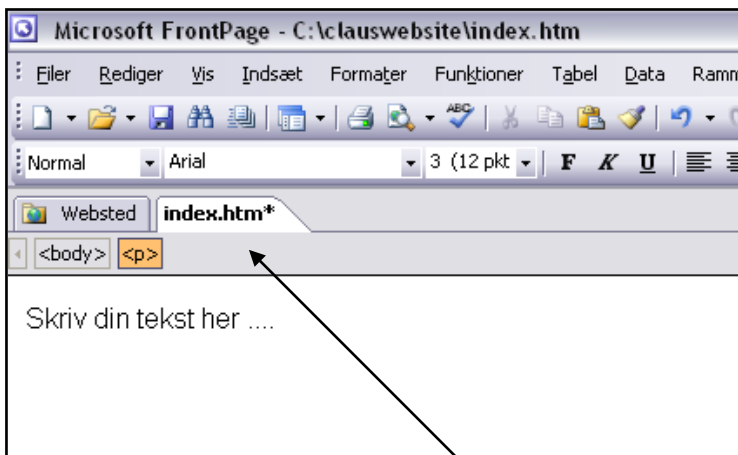 Microsoft FrontPage - C:\clauswebsite\index.htm
Filer Rediger Vis Indsæt Formater Funktioner Tabel Data
ABC
Normal Arial 3 (12 pkt F K U
Websted index.htm*
<body> <p>
Skriv din tekst her ....